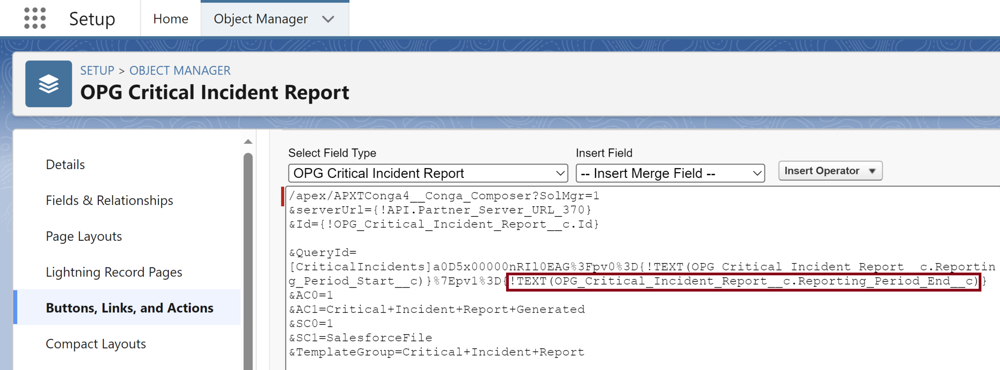 Setup
Home
Object Manager
SETUP > OBJECT MANAGER
OPG Critical Incident Report
Details
Fields & Relationships
Page Layouts
Lightning Record Pages
Buttons, Links, and Actions
Compact Layouts
Select Field Type
Insert Field
OPG Critical Incident Report
-- Insert Merge Field --
Insert Operator
/apex/APXTConga4__Conga_Composer?SolMgr=1
&serverUrl={!API.Partner_Server_URL_370}
&Id={!OPG_Critical_Incident_Report__c.Id}
&QueryId=
[CriticalIncidents]a0D5x00000nRIl0EAG%3Fpv0%3D{!TEXT(OPG_Critical_Incident_Report__c.Reportin
g_Period_Start__c)}%7Epv1%3D{!TEXT(OPG_Critical_Incident_Report__c.Reporting_Period_End__c)}
&AC0=1
&AC1=Critical+Incident+Report+Generated
&SC0=1
&SC1=SalesforceFile
&TemplateGroup=Critical+Incident+Report